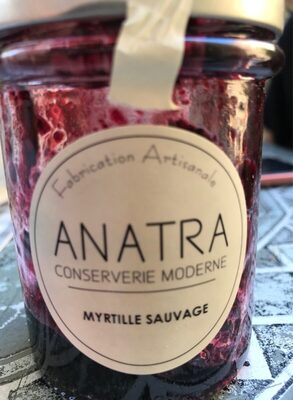 Fabrication Artisanale
ANATRA
CONSERVERIE MODERNE
MYRTILLE SAUVAGE